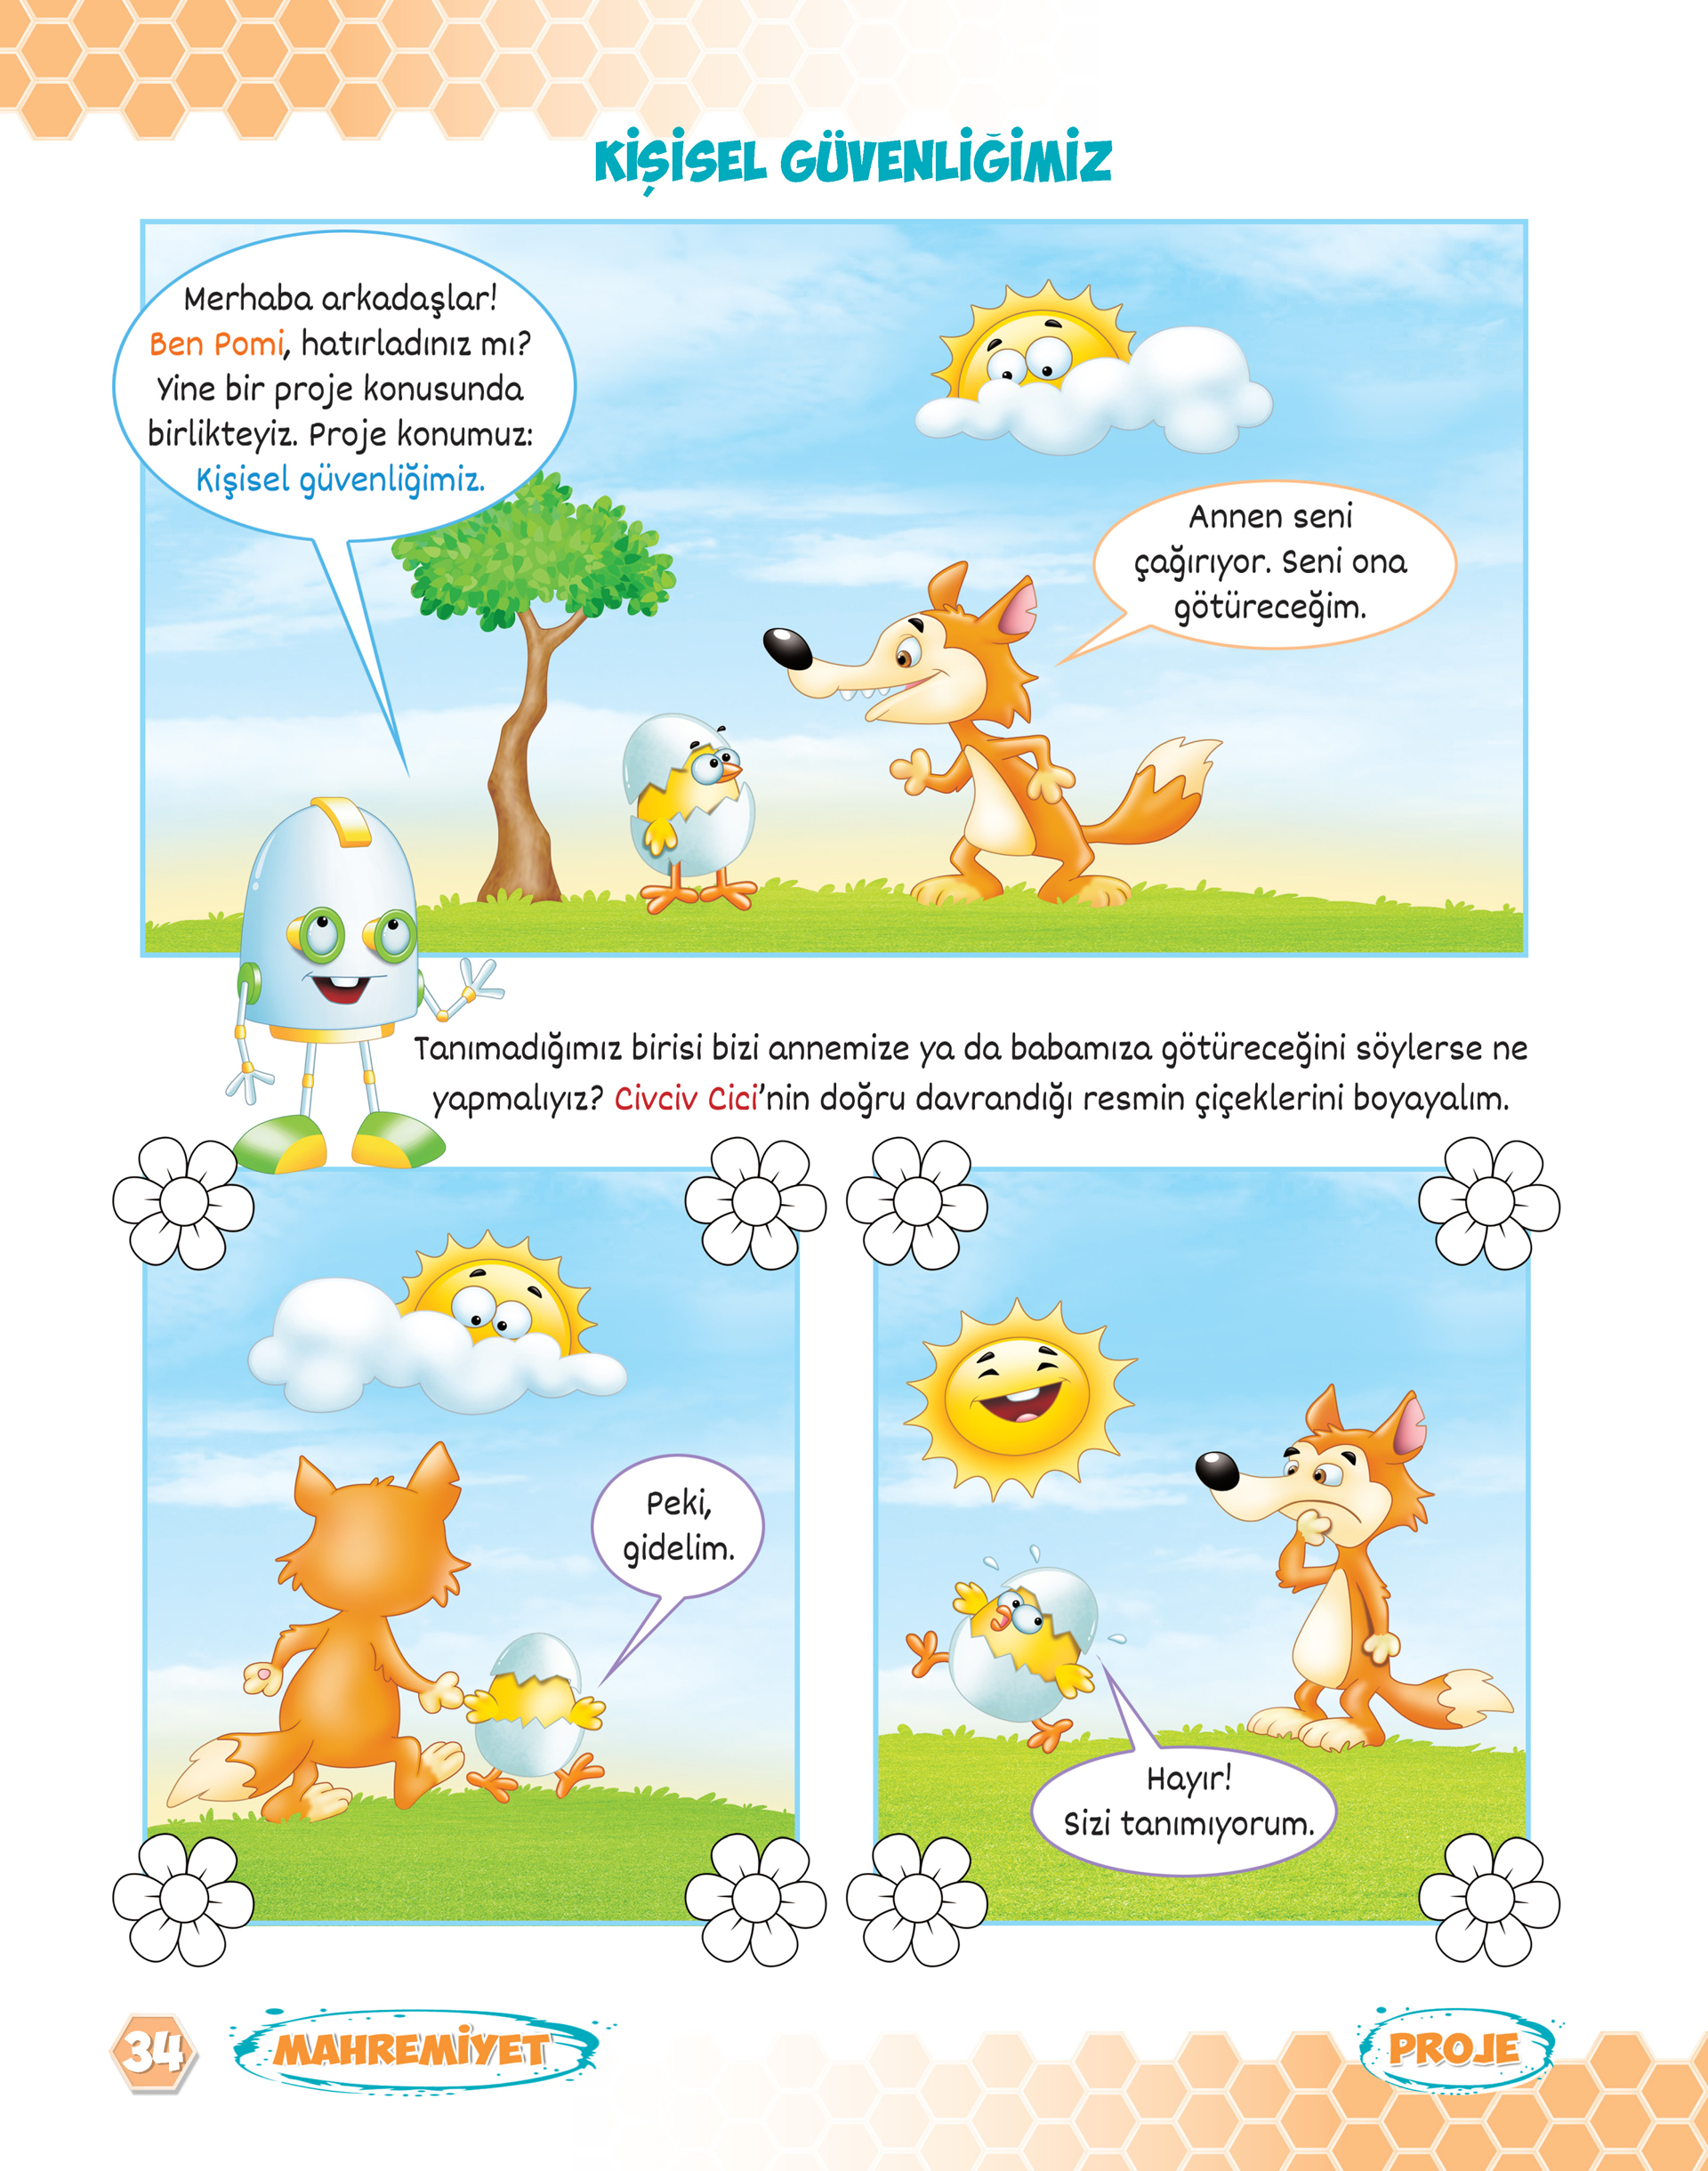 KİŞİSEL GÜVENLİĞİMİZ
Merhaba arkadaşlar!
Ben Pomi, hatırladınız mı?
Yine bir proje konusunda
birlikteyiz. Proje konumuz:
Kişisel güvenliğimiz.
Annen seni
çağırıyor. Seni ona
götüreceğim.
Tanımadığımız birisi bizi annemize ya da babamıza götüreceğini söylerse ne
yapmalıyız? Civciv Cici'nin doğru davrandığı resmin çiçeklerini boyayalım.
Peki,
gidelim.
Hayır!
Sizi tanımıyorum.
34
MAHREMİYET
PROJE